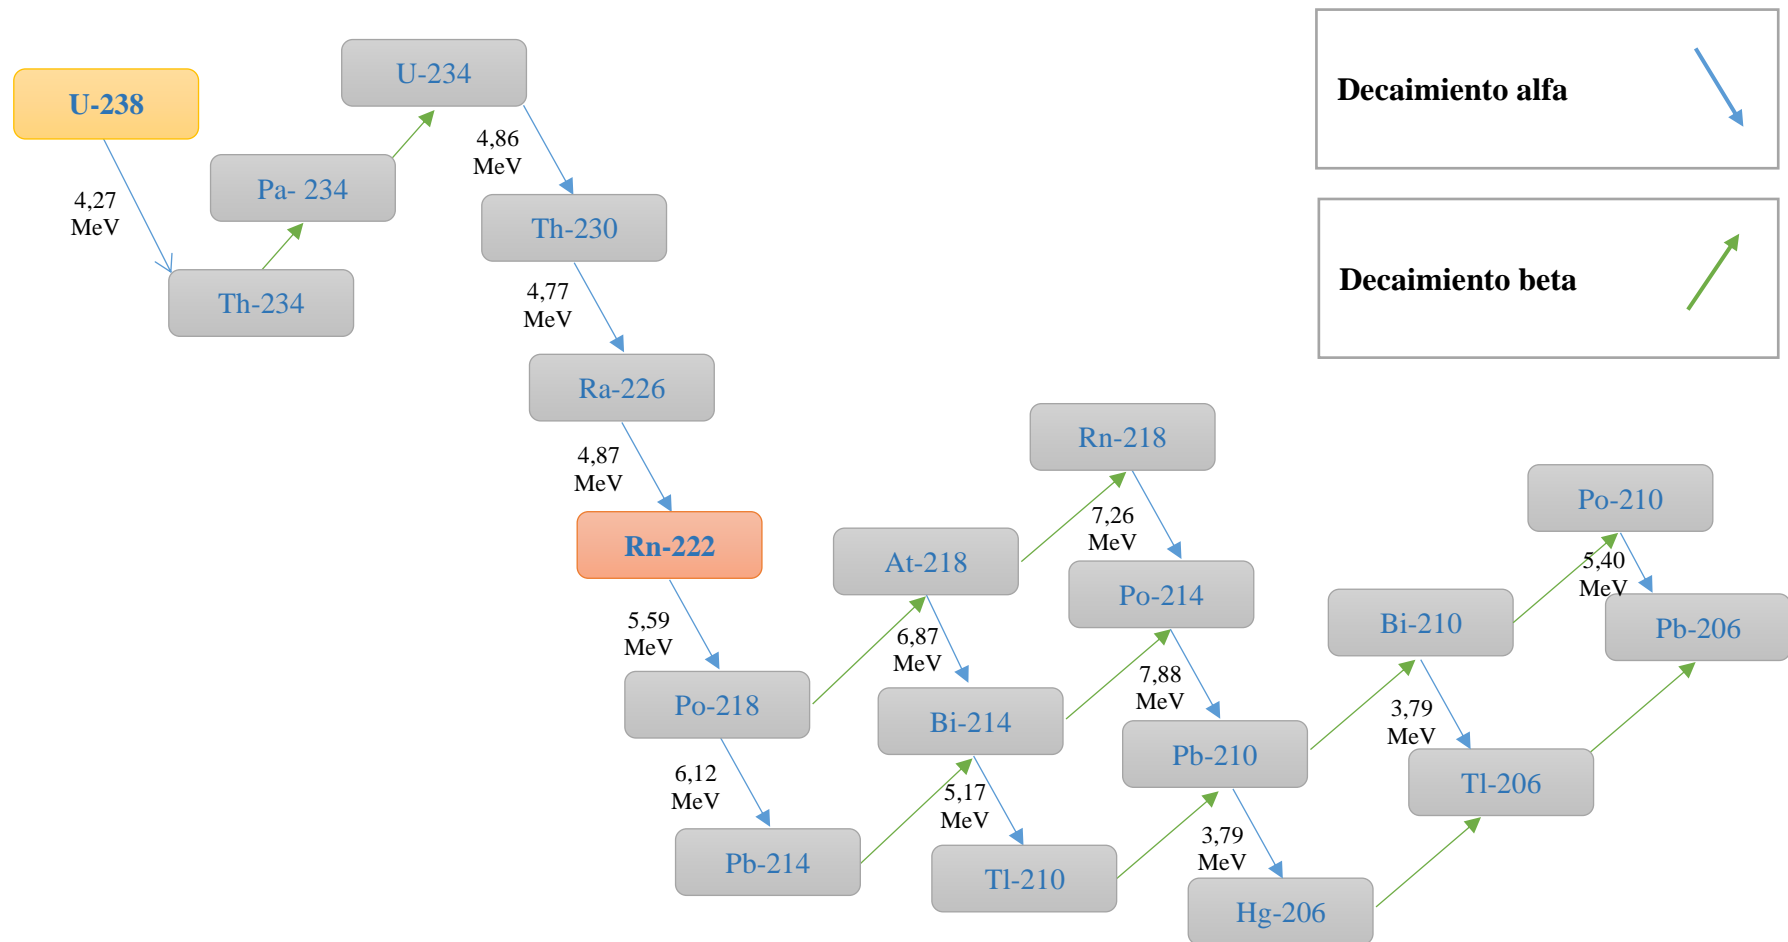 U-234
U-238
Decaimiento alfa
4,86
MeV
Pa- 234
4,27
MeV
Th-230
Decaimiento beta
Th-234
4,77
MeV
Ra-226
Rn-218
4,87
MeV
Po-210
7,26
MeV
Rn-222
At-218
5,40
MeV
Po-214
Bi-210
Pb-206
5,59
MeV
6,87
MeV
7,88
MeV
Po-218
Bi-214
3,79
MeV
Pb-210
Tl-206
6,12
MeV
5,17
MeV
3,79
MeV
Pb-214
Tl-210
Hg-206